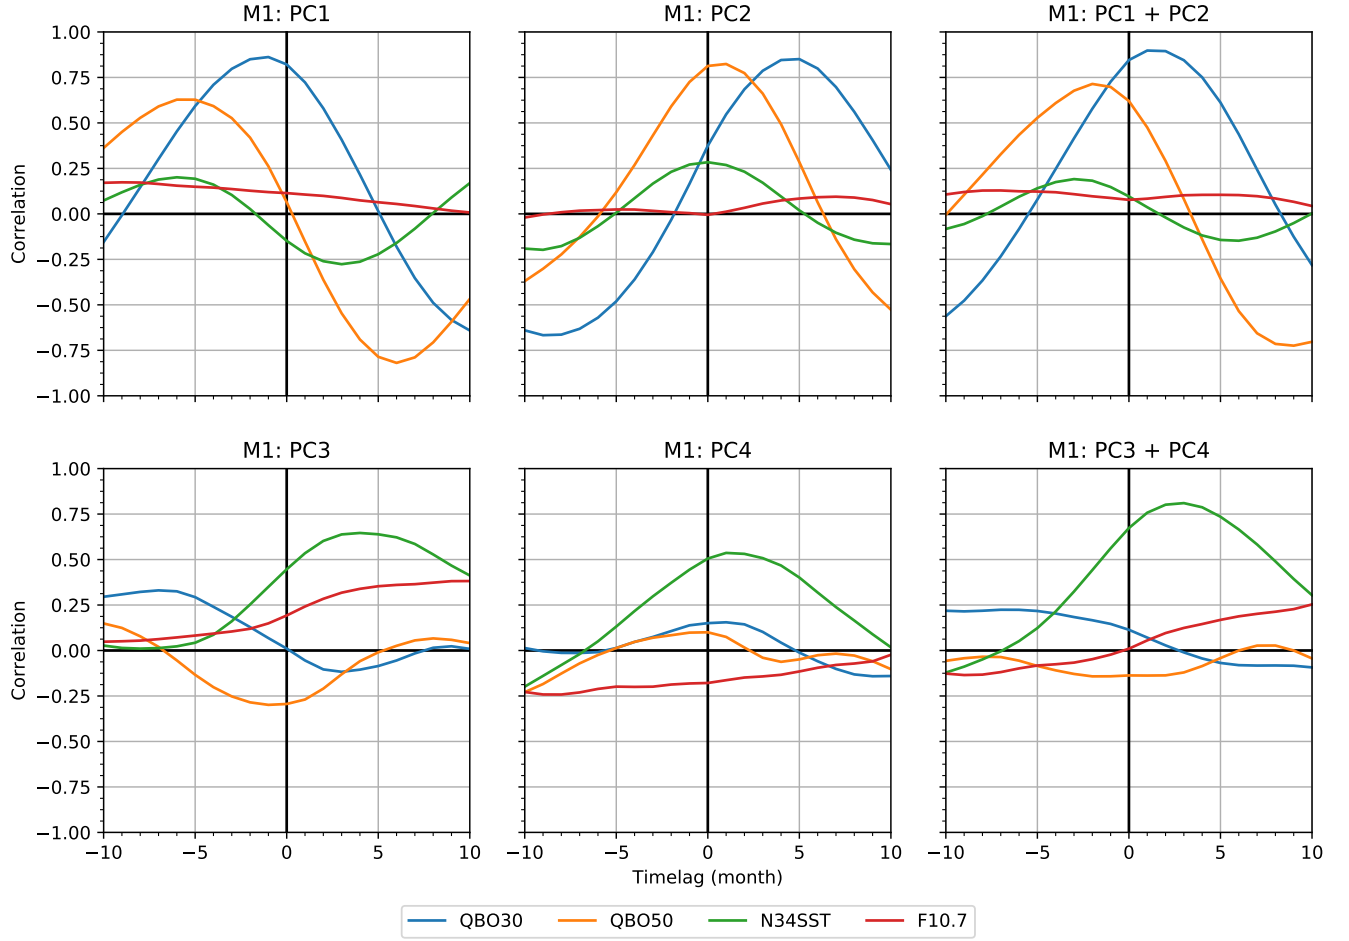 M1: PC1
M1: PC2
M1: PC1 + PC2
1.00
0.75
0.50
0.25
0.00
−0.25
−0.50
−0.75
−1.00
Correlation
M1: PC3
M1: PC4
M1: PC3 + PC4
1.00
0.75
0.50
0.25
0.00
−0.25
−0.50
−0.75
−1.00
Correlation
−10 −5 0 5 10
−10 −5 0 5 10
−10 −5 0 5 10
Timelag (month)
QBO30 QBO50 N34SST F10.7